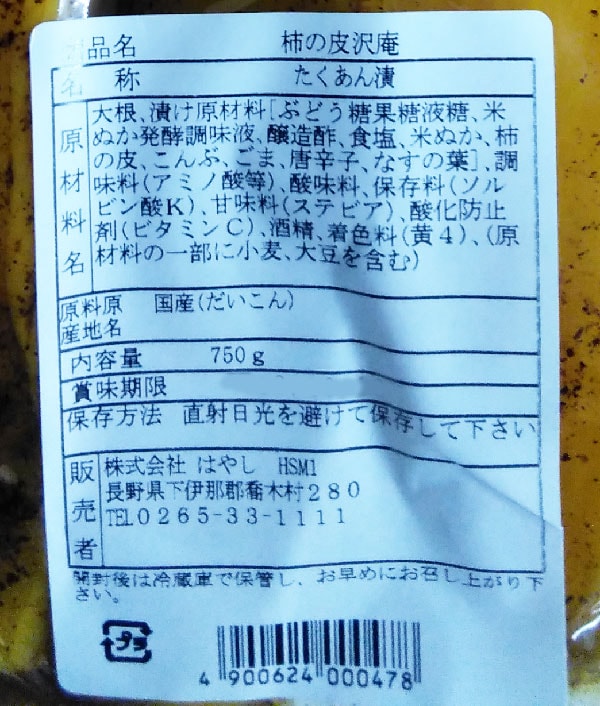 商品名 柿の皮沢庵
名称 たくあん漬
原材料名 大根、漬け原材料[ぶどう糖果糖液糖、米
ぬか発酵調味液、醸造酢、食塩、米ぬか、柿
の皮、こんぶ、ごま、唐辛子、なすの葉]、調
味料(アミノ酸等)、酸味料、保存料(ソル
ビン酸K)、甘味料(ステビア)、酸化防止
剤(ビタミンC)、酒精、着色料(黄4)、(原
材料の一部に小麦、大豆を含む)
原料原 国産(だいこん)
産地名
内容量 750g
賞味期限
保存方法 直射日光を避けて保存して下さい
販売者 株式会社 はやし HSM1
長野県下伊那郡喬木村280
TEL0265-33-1111
開封後は冷蔵庫で保管し、お早めにお召し上がり下
さい。
プラ
4 900624 000478